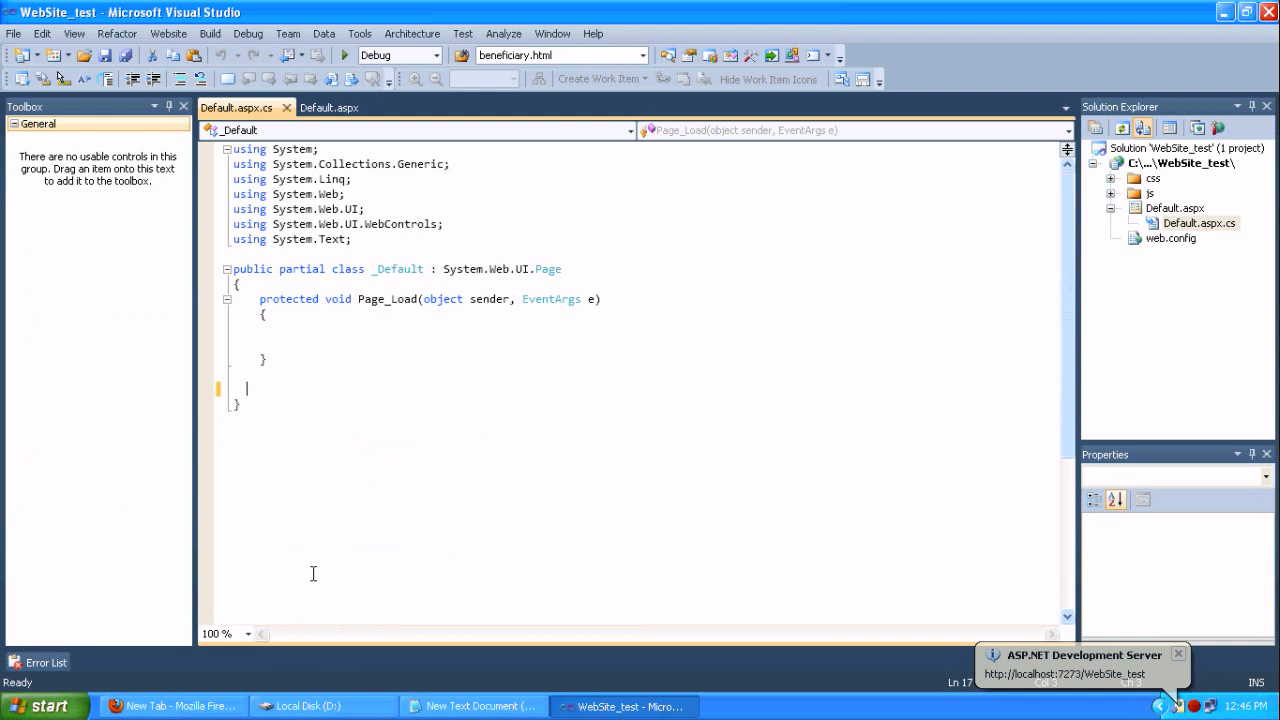 WebSite_test - Microsoft Visual Studio
File Edit View Refactor Website Build Debug Team Data Tools Architecture Test Analyze Window Help
Debug beneficiary.html
Create Work Item Hide Work Item Icons
Toolbox
General
There are no usable controls in this
group. Drag an item onto this text
to add it to the toolbox.
Default.aspx.cs Default.aspx
_Default Page_Load(object sender, EventArgs e)
using System;
using System.Collections.Generic;
using System.Linq;
using System.Web;
using System.Web.UI;
using System.Web.UI.WebControls;
using System.Text;
public partial class _Default : System.Web.UI.Page
{
protected void Page_Load(object sender, EventArgs e)
{
}
}
100 %
Solution Explorer
Solution 'WebSite_test' (1 project)
C:\...\WebSite_test\
css
js
Default.aspx
Default.aspx.cs
web.config
Properties
ASP.NET Development Server
http://localhost:7273/WebSite_test
Error List
Ready Ln 17 INS
start New Tab - Mozilla Firef... Local Disk (D:) New Text Document (... WebSite_test - Micro... 12:46 PM